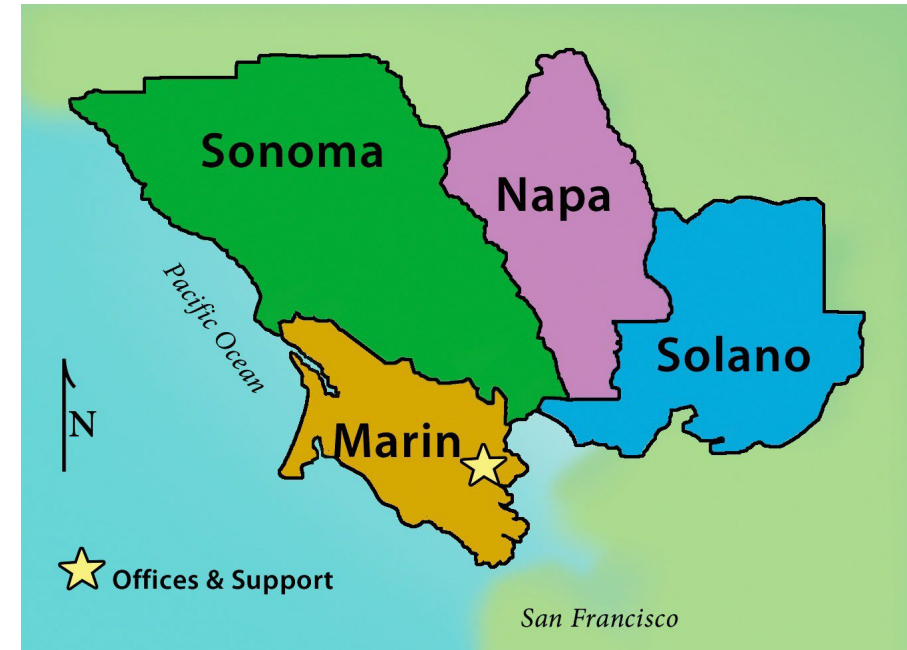 Sonoma
Napa
Pacific Ocean
Solano
N
Marin
Offices & Support
San Francisco